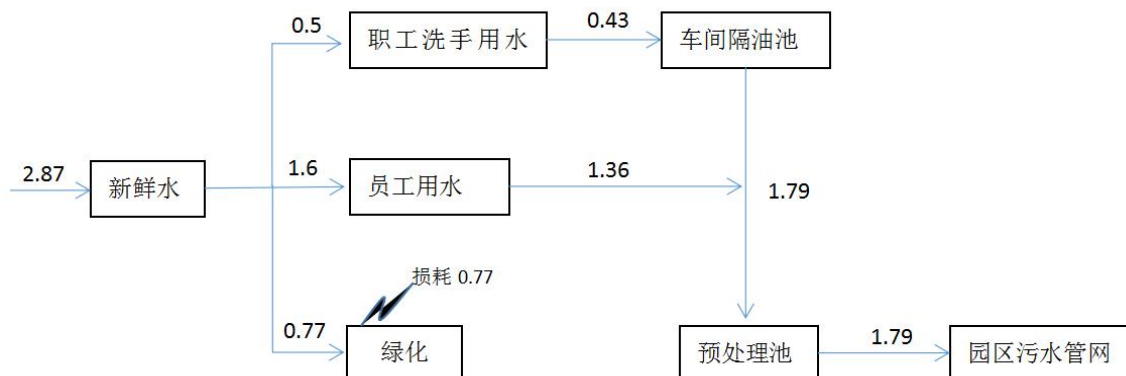 0.5
职工洗手用水
0.43
车间隔油池
2.87
新鲜水
1.6
员工用水
1.36
1.79
损耗 0.77
0.77
绿化
预处理池
1.79
园区污水管网